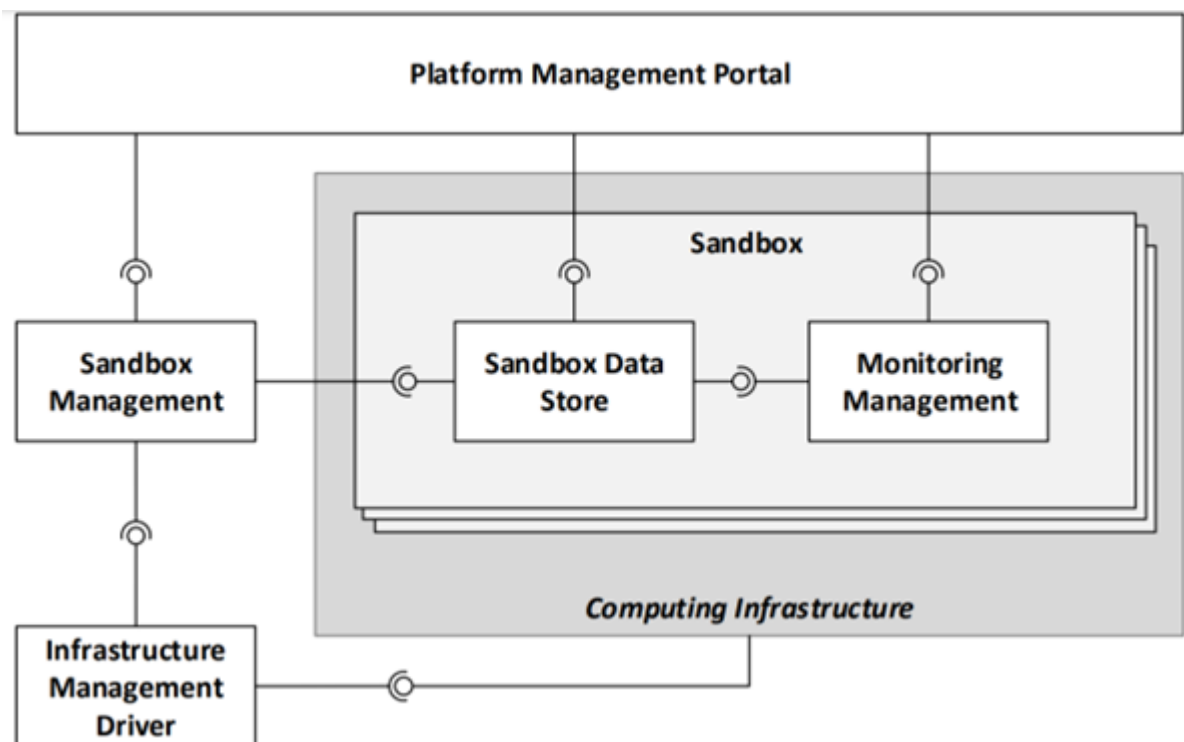 Platform Management Portal
Sandbox
Sandbox
Management
Sandbox Data
Store
Monitoring
Management
Computing Infrastructure
Infrastructure
Management
Driver